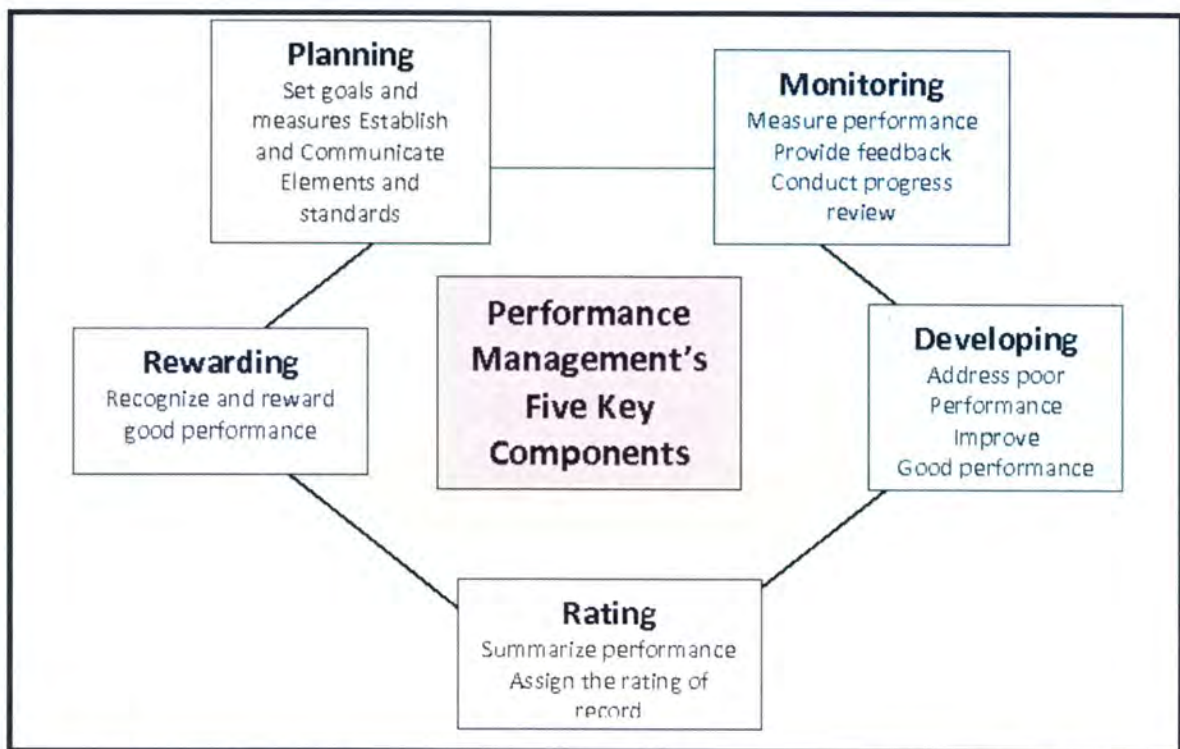 Planning
Set goals and
measures Establish
and Communicate
Elements and
standards
Monitoring
Measure performance
Provide feedback
Conduct progress
review
Performance
Management's
Five Key
Components
Developing
Address poor
Performance
Improve
Good performance
Rewarding
Recognize and reward
good performance
Rating
Summarize performance
Assign the rating of
record